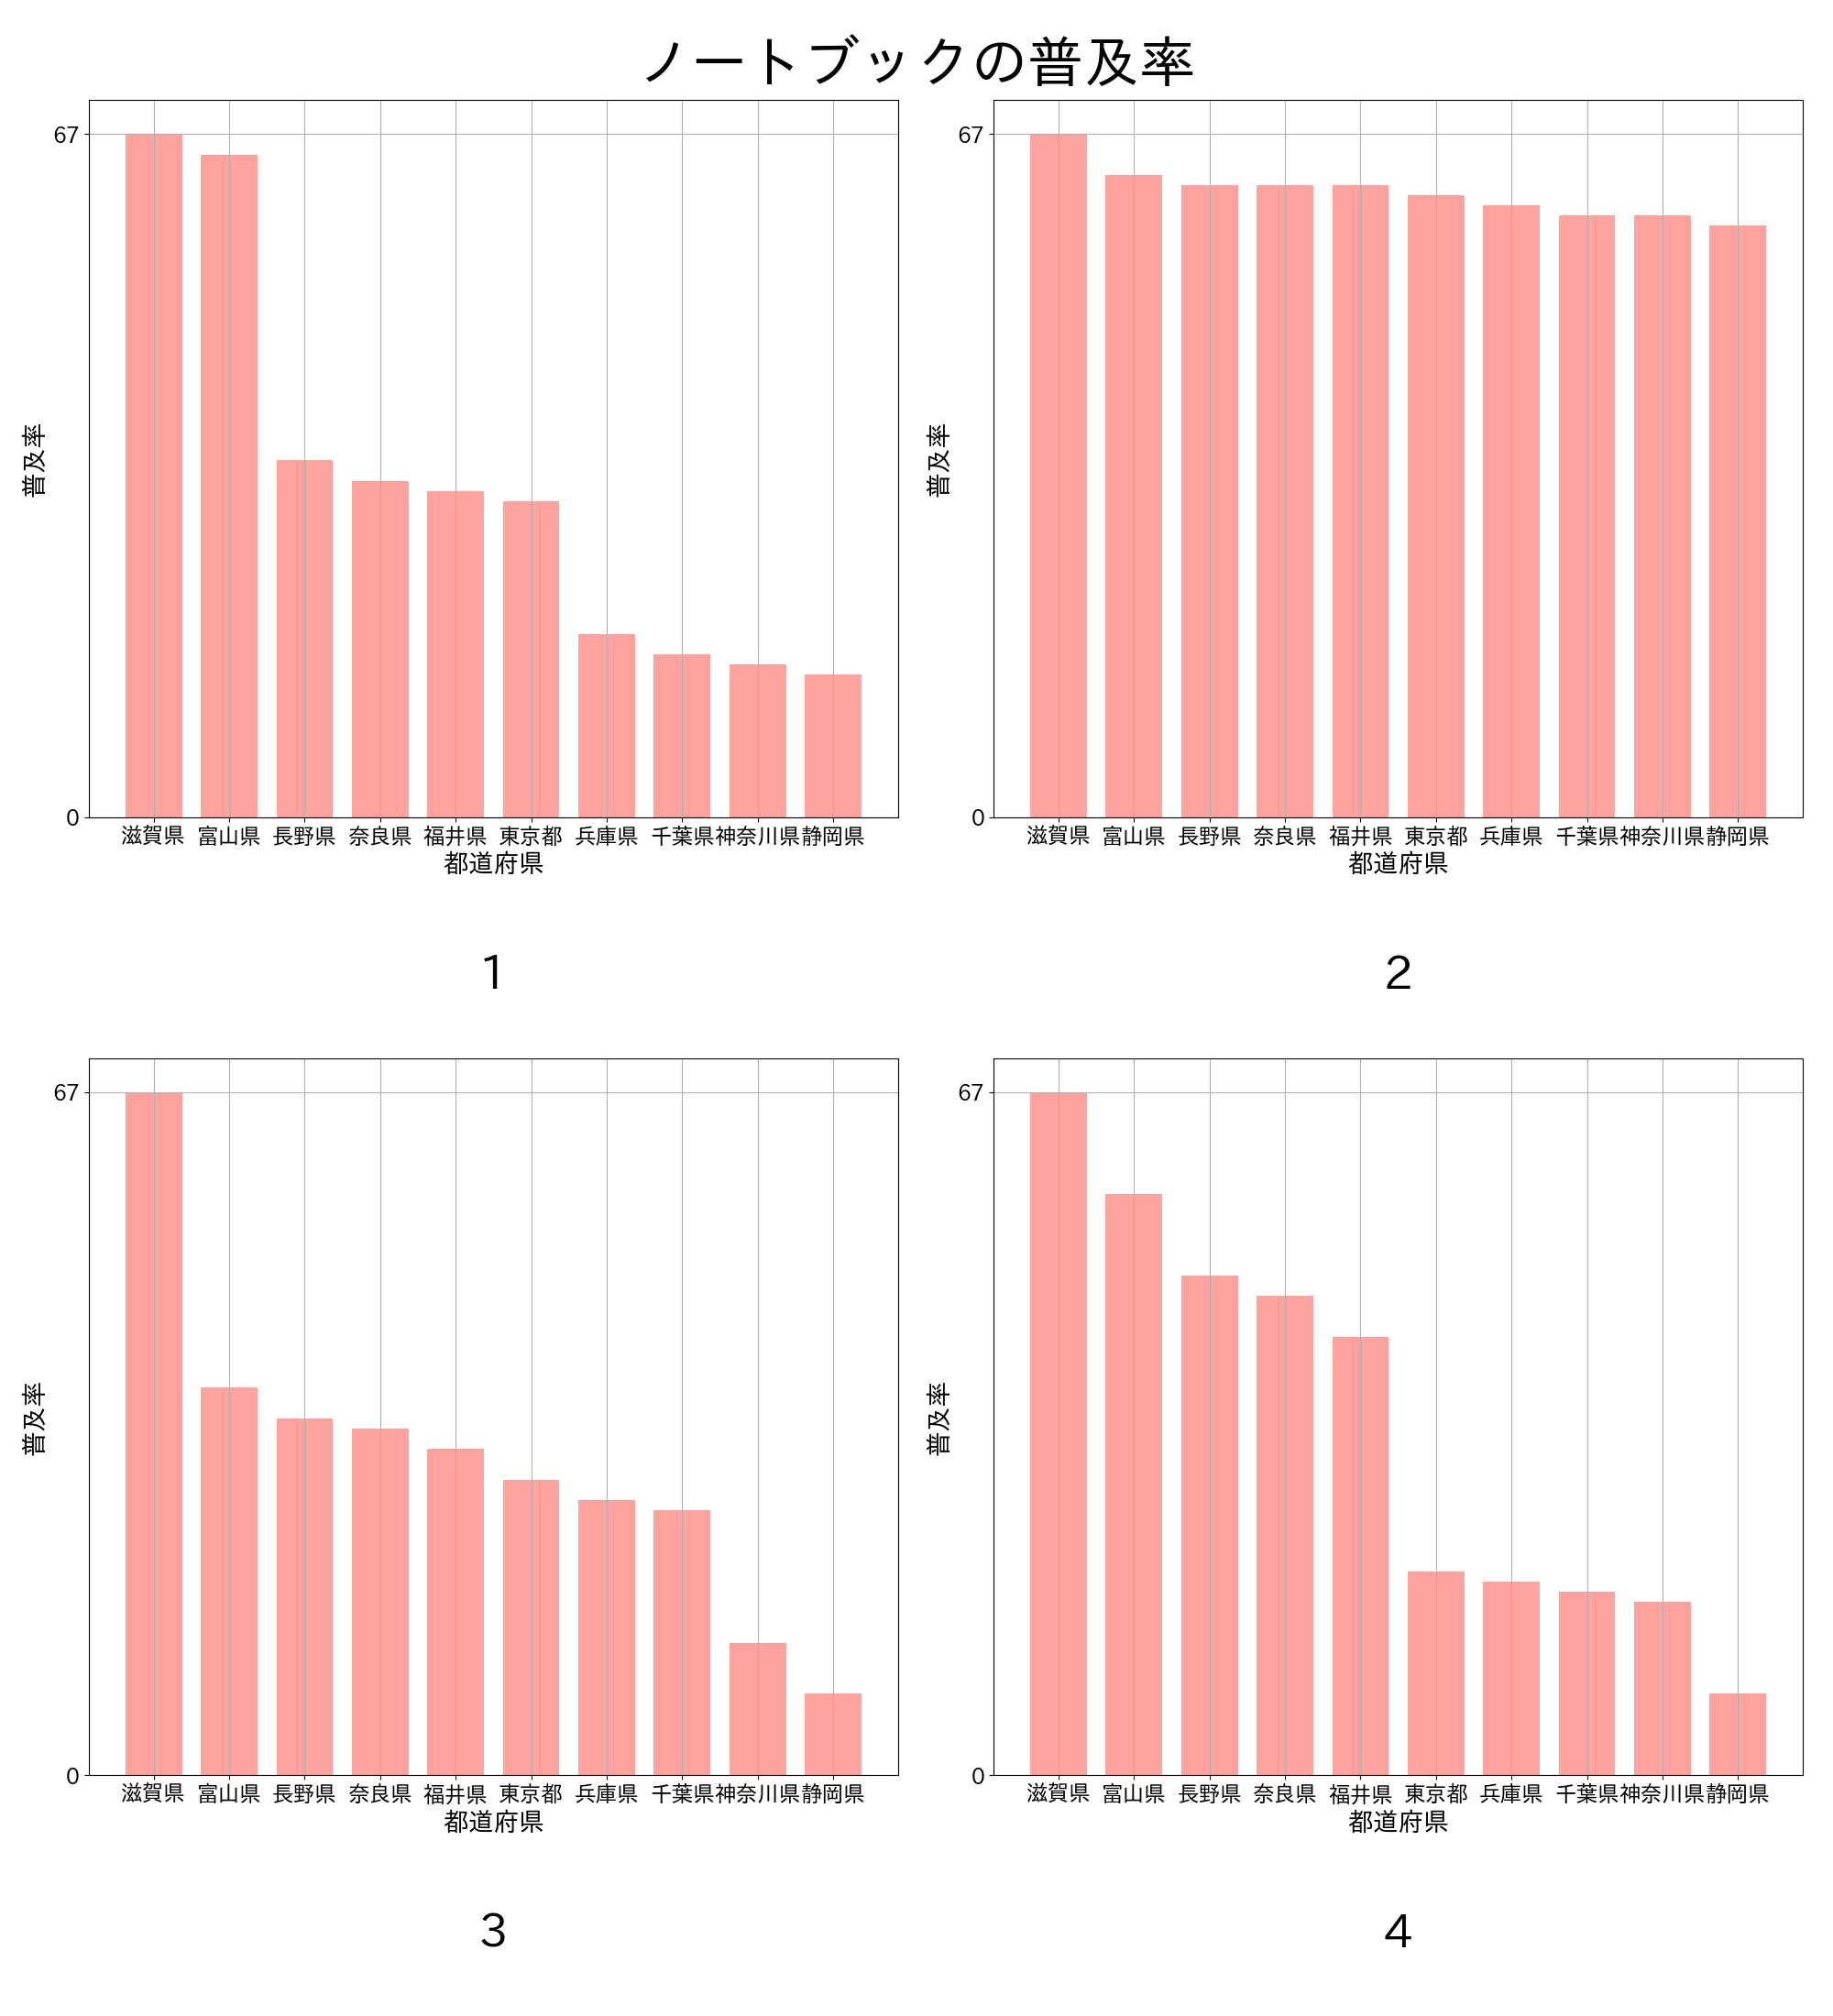 ノートブックの普及率
67
普及率
0
滋賀県 富山県 長野県 奈良県 福井県 東京都 兵庫県 千葉県 神奈川県 静岡県
都道府県
1
67
普及率
0
滋賀県 富山県 長野県 奈良県 福井県 東京都 兵庫県 千葉県 神奈川県 静岡県
都道府県
2
67
普及率
0
滋賀県 富山県 長野県 奈良県 福井県 東京都 兵庫県 千葉県 神奈川県 静岡県
都道府県
3
67
普及率
0
滋賀県 富山県 長野県 奈良県 福井県 東京都 兵庫県 千葉県 神奈川県 静岡県
都道府県
4